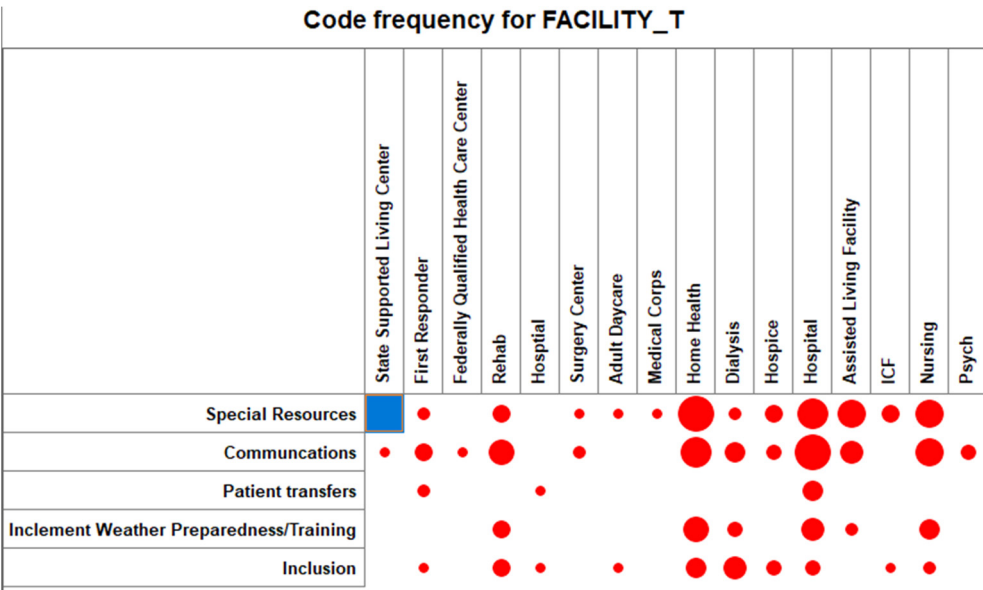 Code frequency for FACILITY_T
State Supported Living Center
First Responder
Federally Qualified Health Care Center
Rehab
Hosptial
Surgery Center
Adult Daycare
Medical Corps
Home Health
Dialysis
Hospice
Hospital
Assisted Living Facility
ICF
Nursing
Psych
Special Resources
Communcations
Patient transfers
Inclement Weather Preparedness/Training
Inclusion